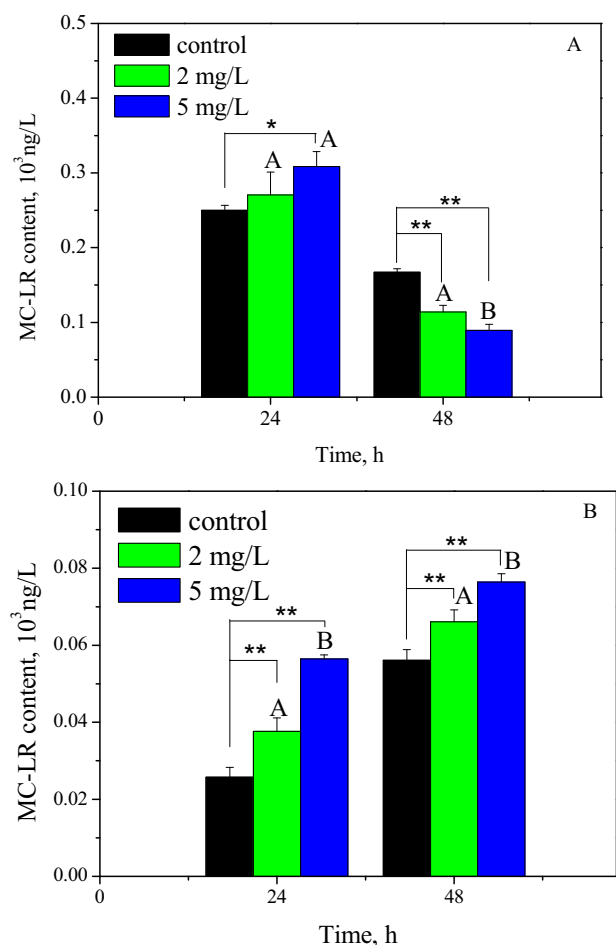 0.5
A
control
2 mg/L
5 mg/L
0.4
*
A
A
0.3
**
**
0.2
A
B
0.1
0.0
0
24
48
MC-LR content, 10³ng/L
Time, h
0.10
B
control
2 mg/L
5 mg/L
**
B
0.08
**
A
**
B
0.06
**
A
0.04
0.02
0.00
0
24
48
MC-LR content, 10³ng/L
Time, h